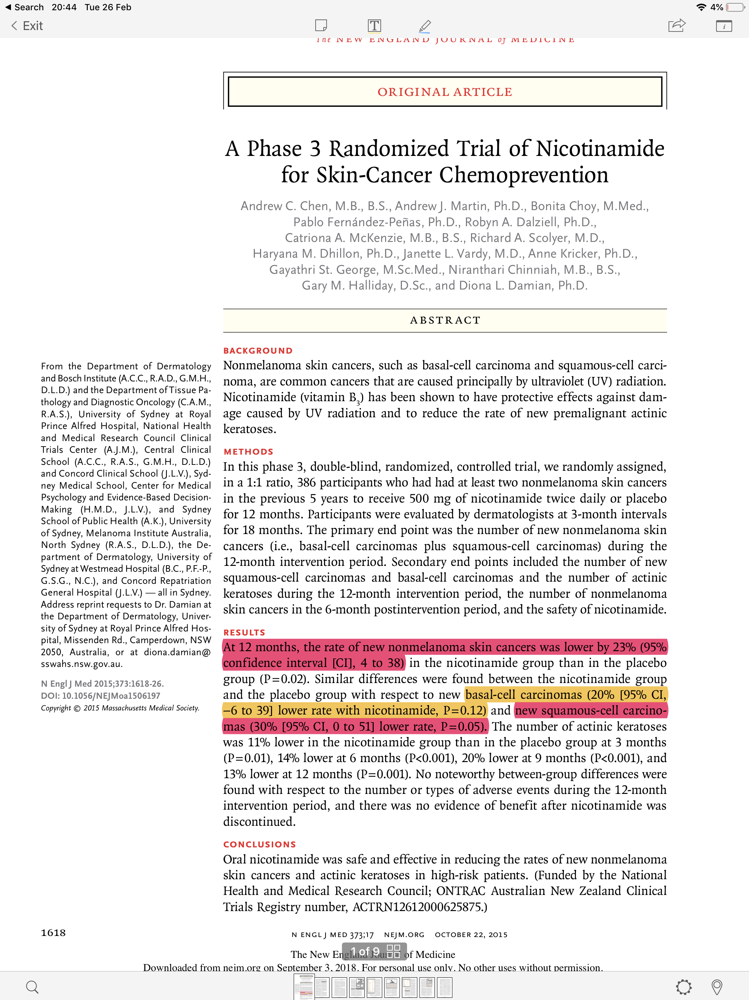 ◀ Search 20:44 Tue 26 Feb 4%
Exit
The NEW ENGLAND JOURNAL of MEDICINE
ORIGINAL ARTICLE
A Phase 3 Randomized Trial of Nicotinamide
for Skin-Cancer Chemoprevention
Andrew C. Chen, M.B., B.S., Andrew J. Martin, Ph.D., Bonita Choy, M.Med.,
Pablo Fernández-Peñas, Ph.D., Robyn A. Dalziell, Ph.D.,
Catriona A. McKenzie, M.B., B.S., Richard A. Scolyer, M.D.,
Haryana M. Dhillon, Ph.D., Janette L. Vardy, M.D., Anne Kricker, Ph.D.,
Gayathri St. George, M.Sc.Med., Niranthari Chinniah, M.B., B.S.,
Gary M. Halliday, D.Sc., and Diona L. Damian, Ph.D.
ABSTRACT
From the Department of Dermatology
and Bosch Institute (A.C.C., R.A.D., G.M.H.,
D.L.D.) and the Department of Tissue Pa-
thology and Diagnostic Oncology (C.A.M.,
R.A.S.), University of Sydney at Royal
Prince Alfred Hospital, National Health
and Medical Research Council Clinical
Trials Center (A.J.M.), Central Clinical
School (A.C.C., R.A.S., G.M.H., D.L.D.)
and Concord Clinical School (J.L.V.), Syd-
ney Medical School, Center for Medical
Psychology and Evidence-Based Decision-
Making (H.M.D., J.L.V.), and Sydney
School of Public Health (A.K.), University
of Sydney, Melanoma Institute Australia,
North Sydney (R.A.S., D.L.D.), the De-
partment of Dermatology, University of
Sydney at Westmead Hospital (B.C., P.F.-P.,
G.S.G., N.C.), and Concord Repatriation
General Hospital (J.L.V.) — all in Sydney.
Address reprint requests to Dr. Damian at
the Department of Dermatology, Univer-
sity of Sydney at Royal Prince Alfred Hos-
pital, Missenden Rd., Camperdown, NSW
2050, Australia, or at diona.damian@
sswahs.nsw.gov.au.
N Engl J Med 2015;373:1618-26.
DOI: 10.1056/NEJMoa1506197
Copyright © 2015 Massachusetts Medical Society.
BACKGROUND
Nonmelanoma skin cancers, such as basal-cell carcinoma and squamous-cell carci-
noma, are common cancers that are caused principally by ultraviolet (UV) radiation.
Nicotinamide (vitamin B3) has been shown to have protective effects against dam-
age caused by UV radiation and to reduce the rate of new premalignant actinic
keratoses.
METHODS
In this phase 3, double-blind, randomized, controlled trial, we randomly assigned,
in a 1:1 ratio, 386 participants who had had at least two nonmelanoma skin cancers
in the previous 5 years to receive 500 mg of nicotinamide twice daily or placebo
for 12 months. Participants were evaluated by dermatologists at 3-month intervals
for 18 months. The primary end point was the number of new nonmelanoma skin
cancers (i.e., basal-cell carcinomas plus squamous-cell carcinomas) during the
12-month intervention period. Secondary end points included the number of new
squamous-cell carcinomas and basal-cell carcinomas and the number of actinic
keratoses during the 12-month intervention period, the number of nonmelanoma
skin cancers in the 6-month postintervention period, and the safety of nicotinamide.
RESULTS
At 12 months, the rate of new nonmelanoma skin cancers was lower by 23% (95%
confidence interval [CI], 4 to 38) in the nicotinamide group than in the placebo
group (P=0.02). Similar differences were found between the nicotinamide group
and the placebo group with respect to new basal-cell carcinomas (20% [95% CI,
−6 to 39] lower rate with nicotinamide, P=0.12) and new squamous-cell carcino-
mas (30% [95% CI, 0 to 51] lower rate, P=0.05). The number of actinic keratoses
was 11% lower in the nicotinamide group than in the placebo group at 3 months
(P=0.01), 14% lower at 6 months (P<0.001), 20% lower at 9 months (P<0.001), and
13% lower at 12 months (P=0.001). No noteworthy between-group differences were
found with respect to the number or types of adverse events during the 12-month
intervention period, and there was no evidence of benefit after nicotinamide was
discontinued.
CONCLUSIONS
Oral nicotinamide was safe and effective in reducing the rates of new nonmelanoma
skin cancers and actinic keratoses in high-risk patients. (Funded by the National
Health and Medical Research Council; ONTRAC Australian New Zealand Clinical
Trials Registry number, ACTRN12612000625875.)
1618
N ENGL J MED 373;17 NEJM.ORG OCTOBER 22, 2015
1 of 9
The New England Journal of Medicine
Downloaded from nejm.org on September 3, 2018. For personal use only. No other uses without permission.